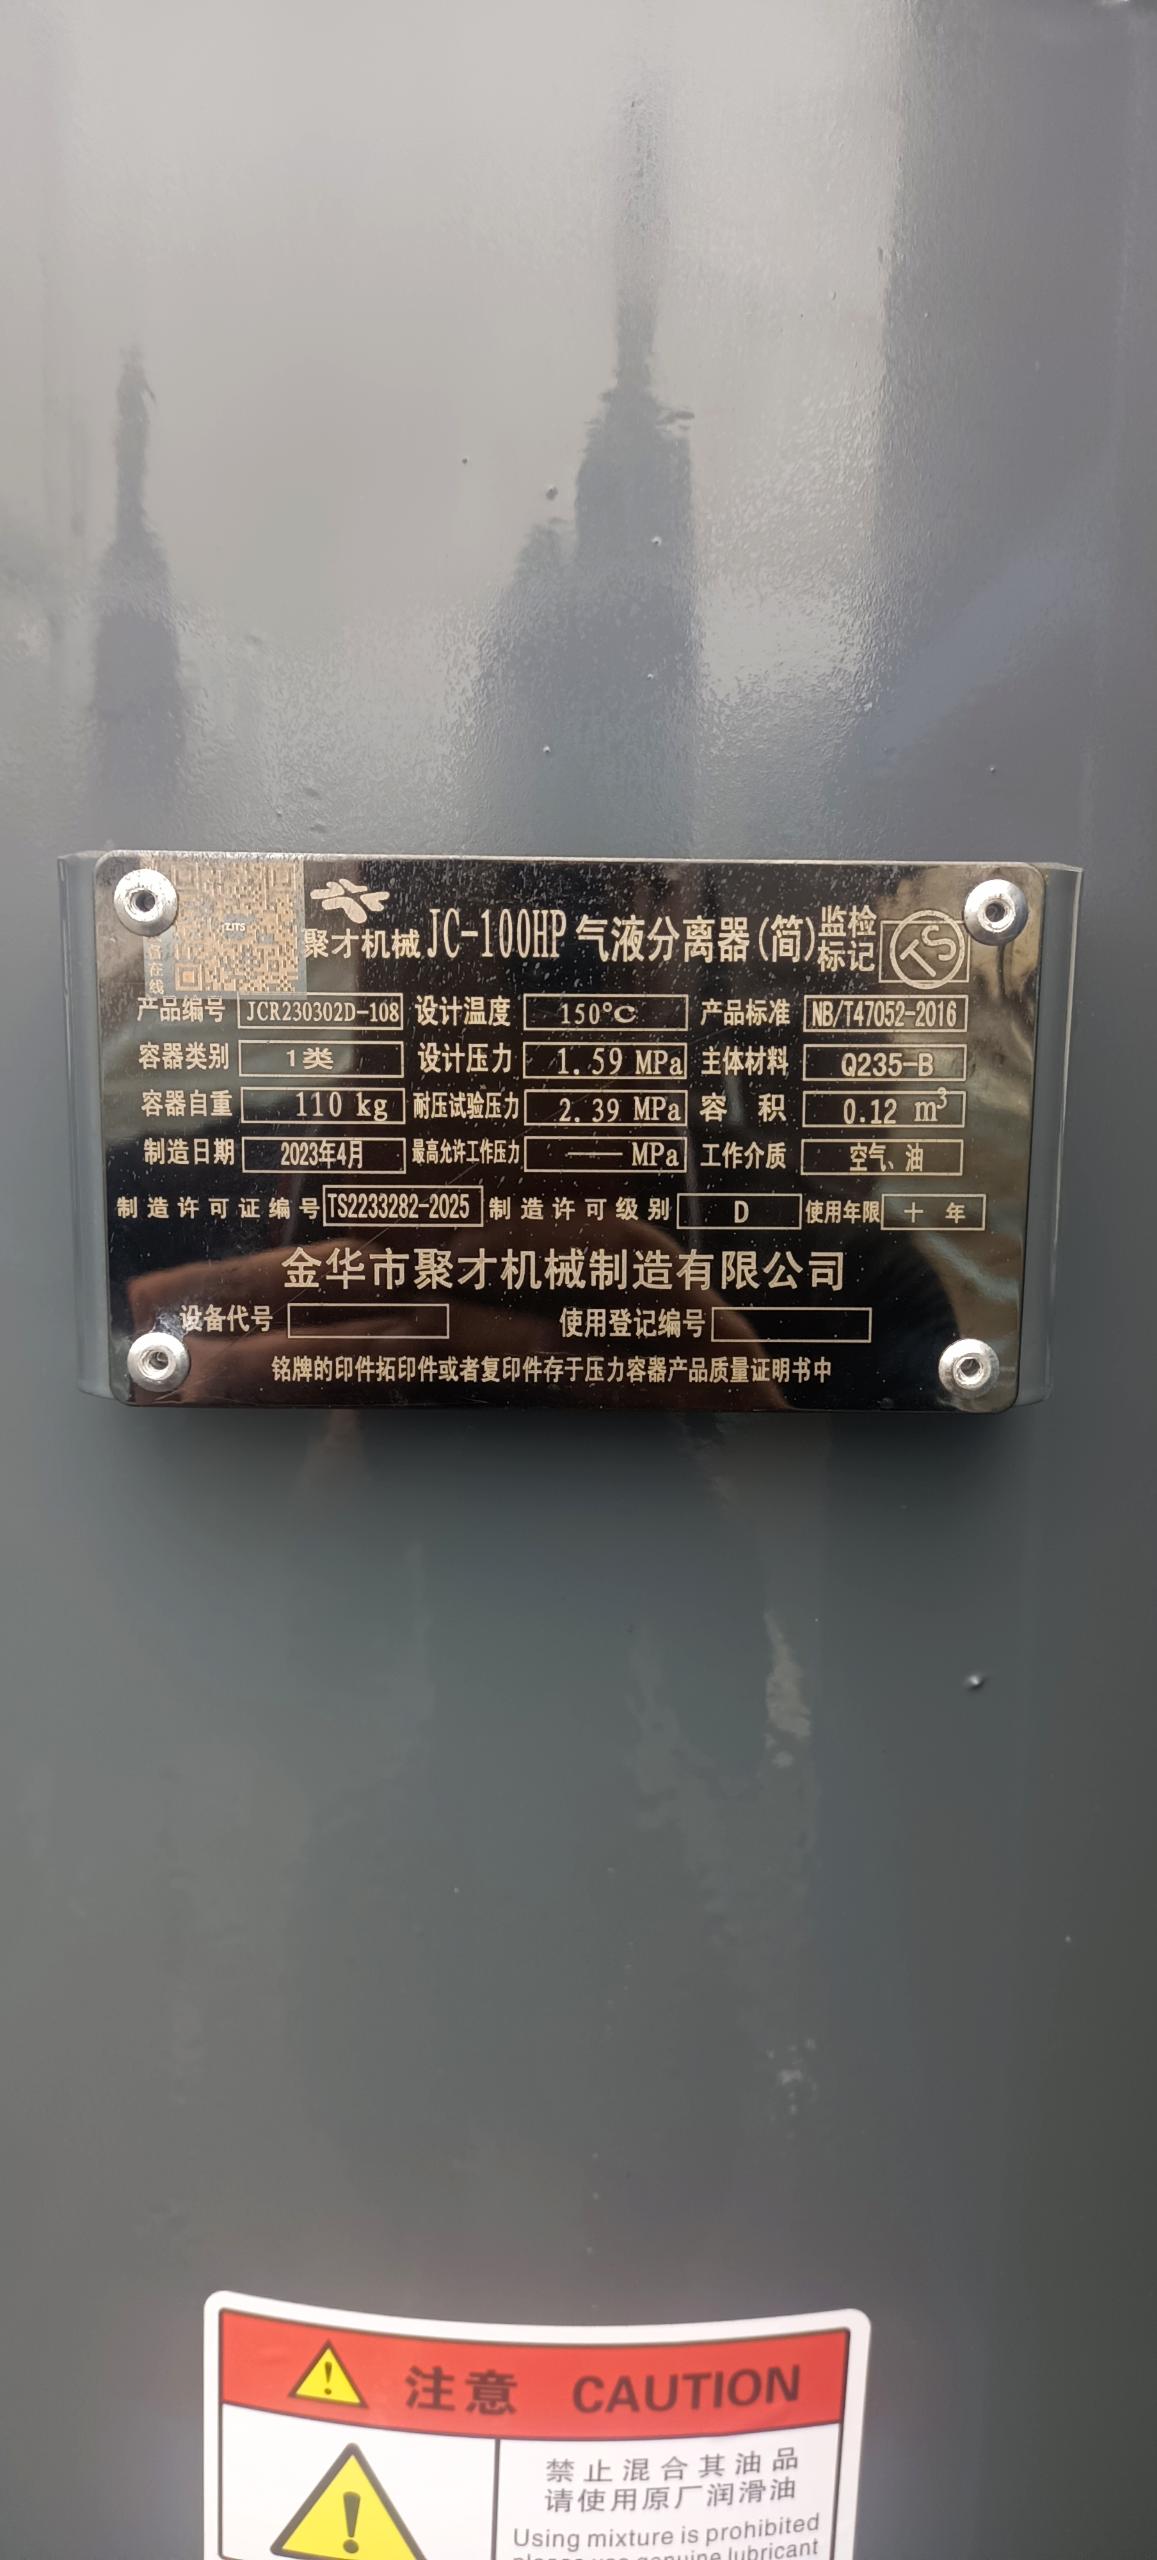 ZJTS
聚才机械 JC-100HP 气液分离器(简) 监检标记 TS
产品编号 JCR230302D-108 设计温度 150℃ 产品标准 NB/T47052-2016
容器类别 1类 设计压力 1.59 MPa 主体材料 Q235-B
容器自重 110 kg 耐压试验压力 2.39 MPa 容 积 0.12 m³
制造日期 2023年4月 最高允许工作压力 —— MPa 工作介质 空气、油
制造许可证编号 TS2233282-2025 制造许可级别 D 使用年限 十 年
金华市聚才机械制造有限公司
设备代号 使用登记编号
铭牌的印件拓印件或者复印件存于压力容器产品质量证明书中
注意 CAUTION
禁止混合其油品
请使用原厂润滑油
Using mixture is prohibited
please use genuine lubricant